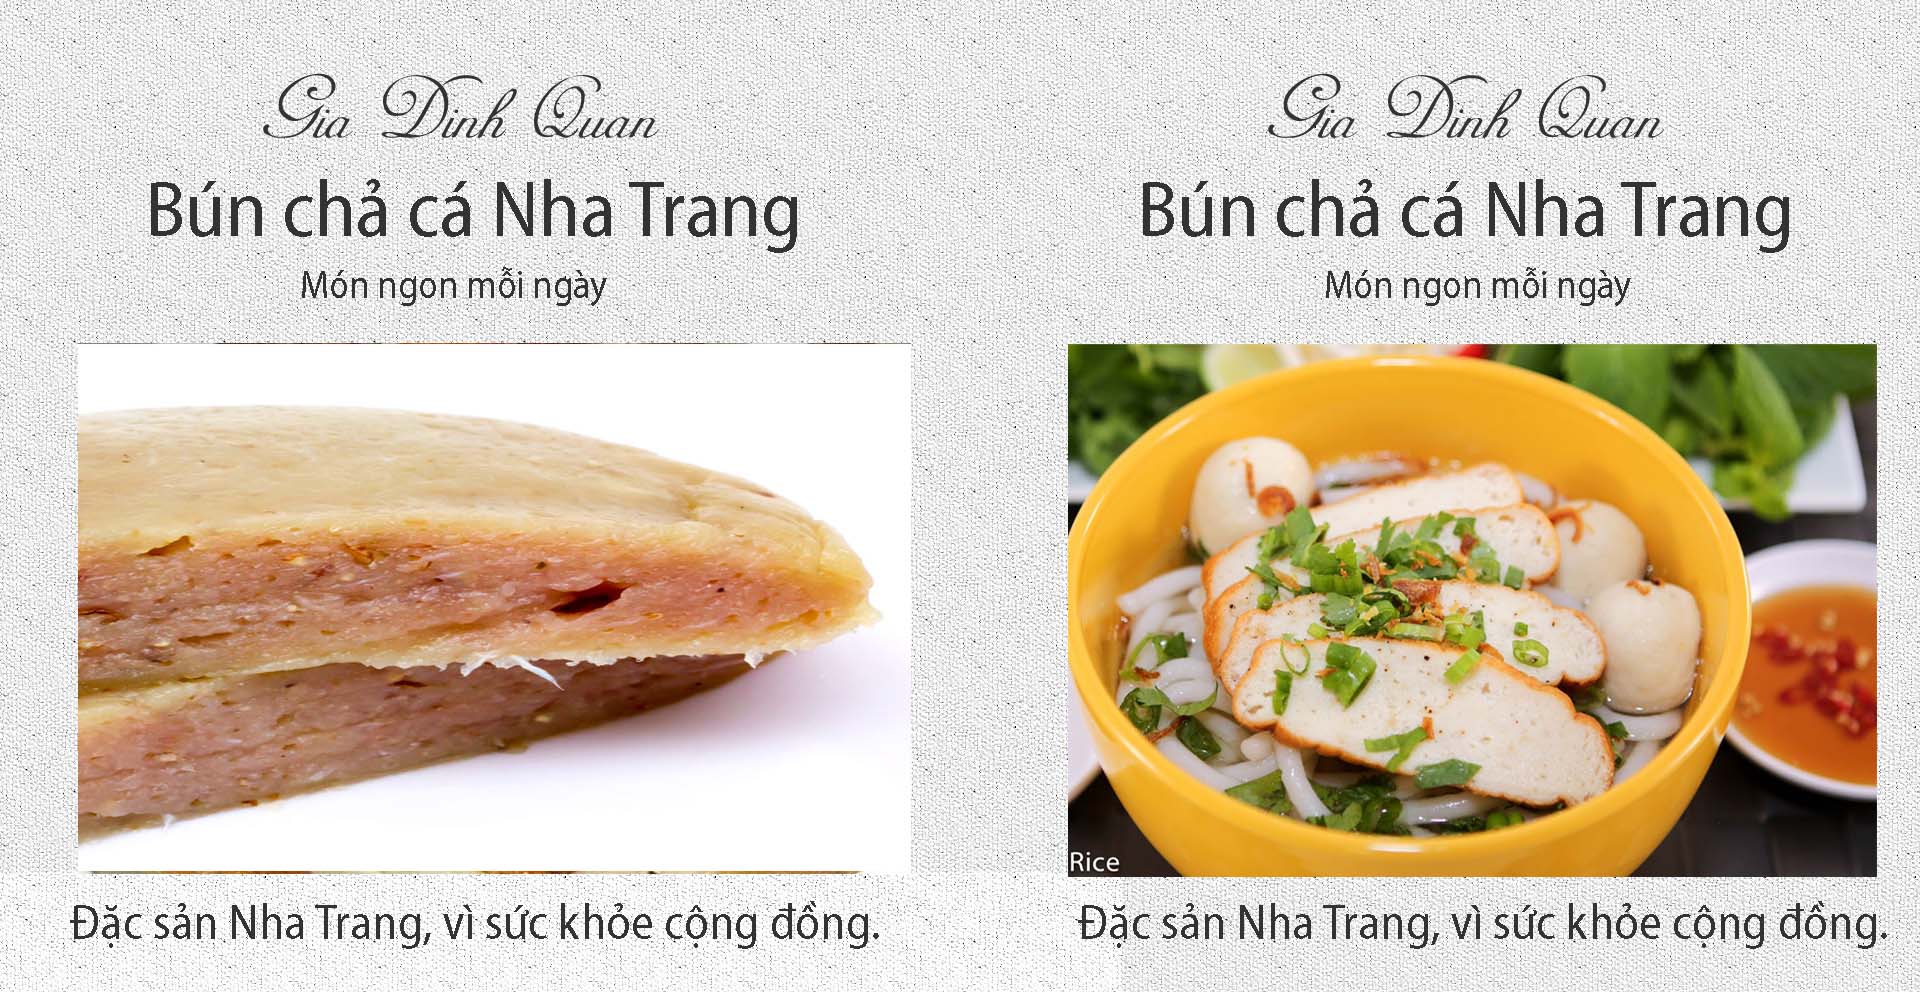 Gia Dinh Quan
Bún chả cá Nha Trang
Món ngon mỗi ngày
Đặc sản Nha Trang, vì sức khỏe cộng đồng.
Gia Dinh Quan
Bún chả cá Nha Trang
Món ngon mỗi ngày
Rice
Đặc sản Nha Trang, vì sức khỏe cộng đồng.